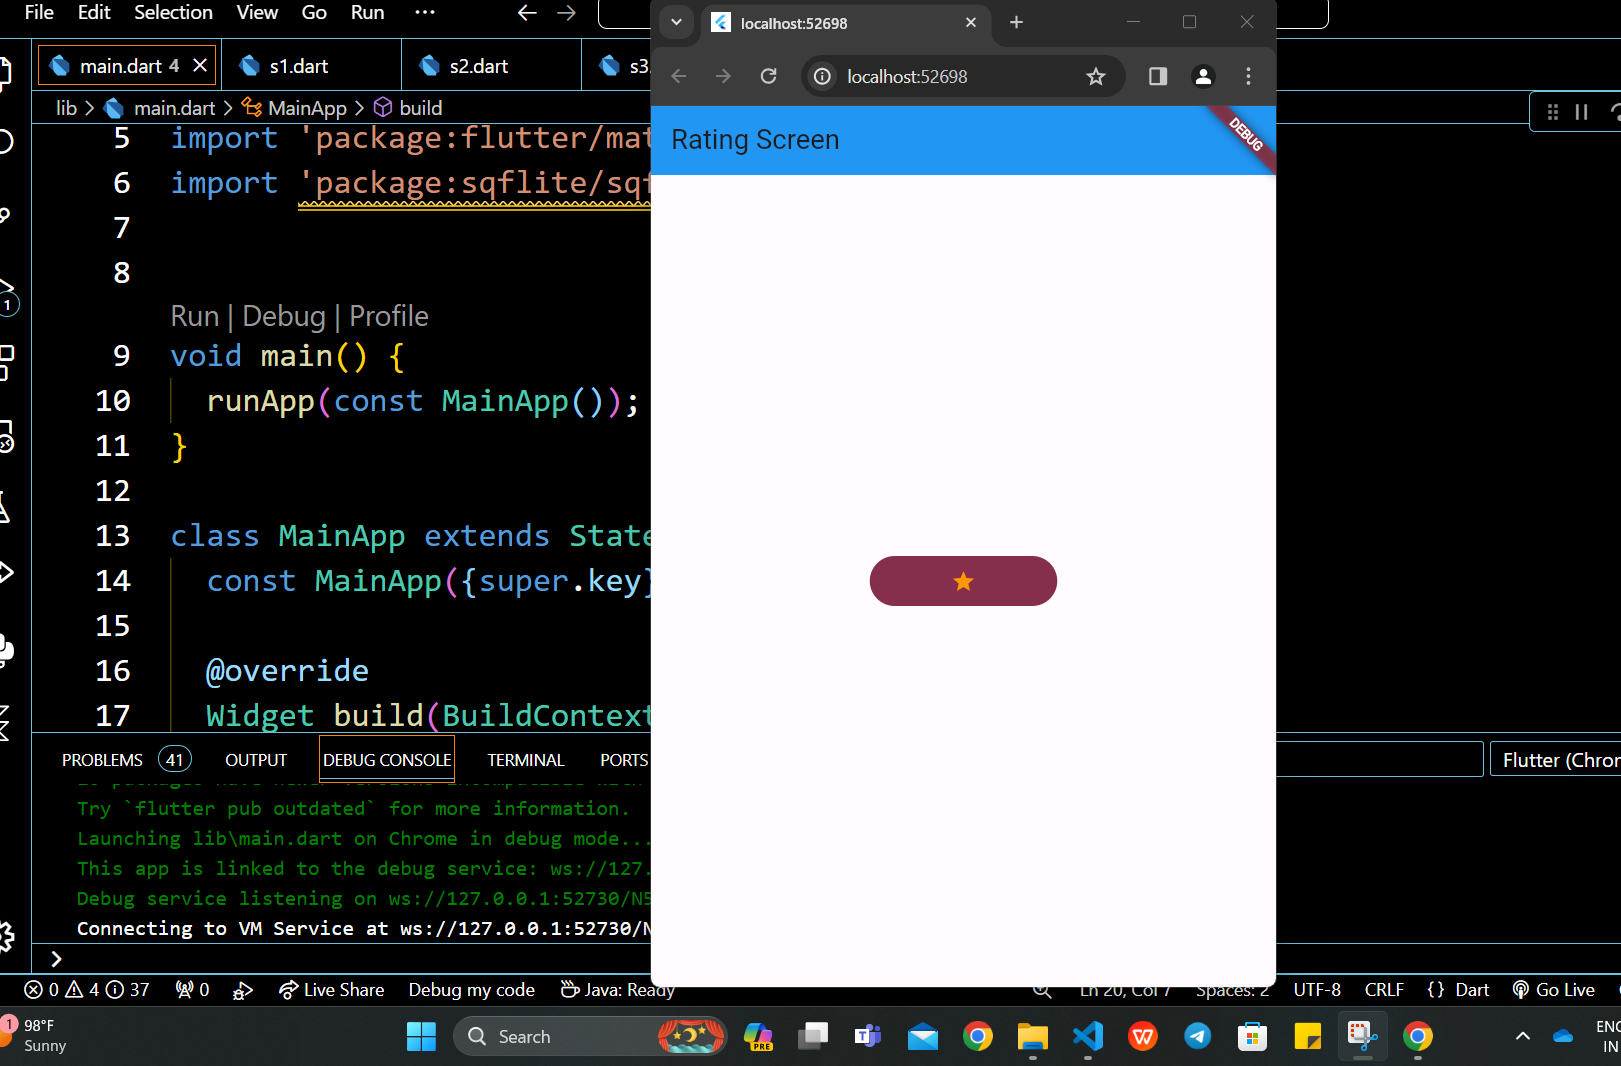 File Edit Selection View Go Run ...
main.dart 4
s1.dart
s2.dart
s3.
lib > main.dart > MainApp > build
5 import 'package:flutter/mat
6 import 'package:sqflite/sqf
7
8
Run | Debug | Profile
9 void main() {
10 runApp(const MainApp());
11 }
12
13 class MainApp extends State
14 const MainApp({super.key}
15
16 @override
17 Widget build(BuildContext
localhost:52698
localhost:52698
Rating Screen
DEBUG
PROBLEMS 41 OUTPUT DEBUG CONSOLE TERMINAL PORTS
Flutter (Chrom
Try `flutter pub outdated` for more information.
Launching lib\main.dart on Chrome in debug mode...
This app is linked to the debug service: ws://127.
Debug service listening on ws://127.0.0.1:52730/N5
Connecting to VM Service at ws://127.0.0.1:52730/N
1
0 4 37 0 Live Share Debug my code Java: Ready Ln 20, Col 7 Spaces: 2 UTF-8 CRLF {} Dart Go Live
1
98°F
Sunny
Search
PRE
ENG
IN